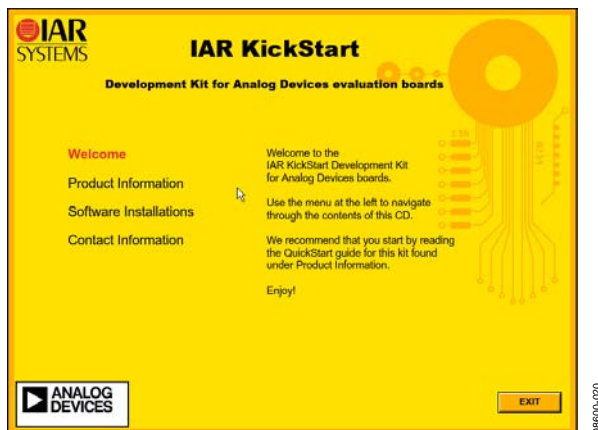 IAR
SYSTEMS
IAR KickStart
Development Kit for Analog Devices evaluation boards
Welcome
Product Information
Software Installations
Contact Information
Welcome to the
IAR KickStart Development Kit
for Analog Devices boards.
Use the menu at the left to navigate
through the contents of this CD.
We recommend that you start by reading
the QuickStart guide for this kit found
under Product Information.
Enjoy!
ANALOG
DEVICES
EXIT
08600-020